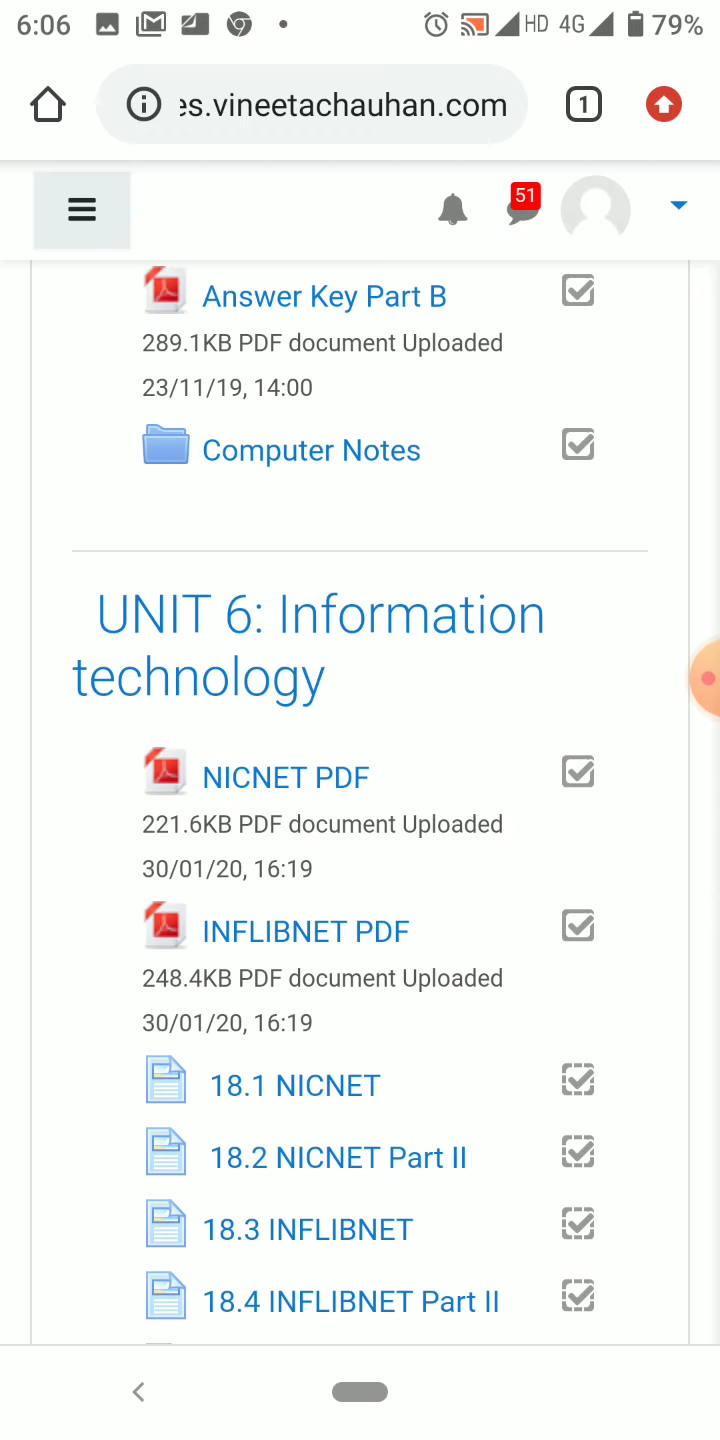 6:06 HD 4G 79%
es.vineetachauhan.com 1
51
Answer Key Part B
289.1KB PDF document Uploaded
23/11/19, 14:00
Computer Notes
UNIT 6: Information
technology
NICNET PDF
221.6KB PDF document Uploaded
30/01/20, 16:19
INFLIBNET PDF
248.4KB PDF document Uploaded
30/01/20, 16:19
18.1 NICNET
18.2 NICNET Part II
18.3 INFLIBNET
18.4 INFLIBNET Part II